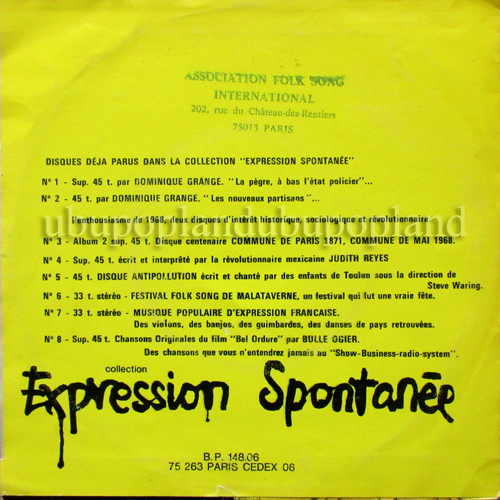 ASSOCIATION FOLK SONG
INTERNATIONAL
202, rue du Château-des-Rentiers
75013 PARIS
DISQUES DÉJA PARUS DANS LA COLLECTION "EXPRESSION SPONTANÉE"
N° 1 - Sup. 45 t. par DOMINIQUE GRANGE. "La pègre, à bas l'état policier"...
N° 2 - 45 t. par DOMINIQUE GRANGE. "Les nouveaux partisans"...
l'enthousiasme de 1968, deux disques d'intérêt historique, sociologique et révolutionnaire
ubupopland ubupopland
N° 3 - Album 2 sup. 45 t. Disque centenaire COMMUNE DE PARIS 1871, COMMUNE DE MAI 1968.
N° 4 - Sup. 45 t. écrit et interprété par la révolutionnaire mexicaine JUDITH REYES
N° 5 - 45 t. DISQUE ANTIPOLLUTION écrit et chanté par des enfants de Toulon sous la direction de
Steve Waring.
N° 6 - 33 t. stéréo - FESTIVAL FOLK SONG DE MALATAVERNE, un festival qui fut une vraie fête.
N° 7 - 33 t. stéréo - MUSIQUE POPULAIRE D'EXPRESSION FRANCAISE.
Des violons, des banjos, des guimbardes, des danses de pays retrouvées.
N° 8 - Sup. 45 t. Chansons Originales du film "Bel Ordure" par BULLE OGIER.
Des chansons que vous n'entendrez jamais au "Show-Business-radio-system".
collection
Expression Spontanée
B.P. 148.06
75 263 PARIS CEDEX 06